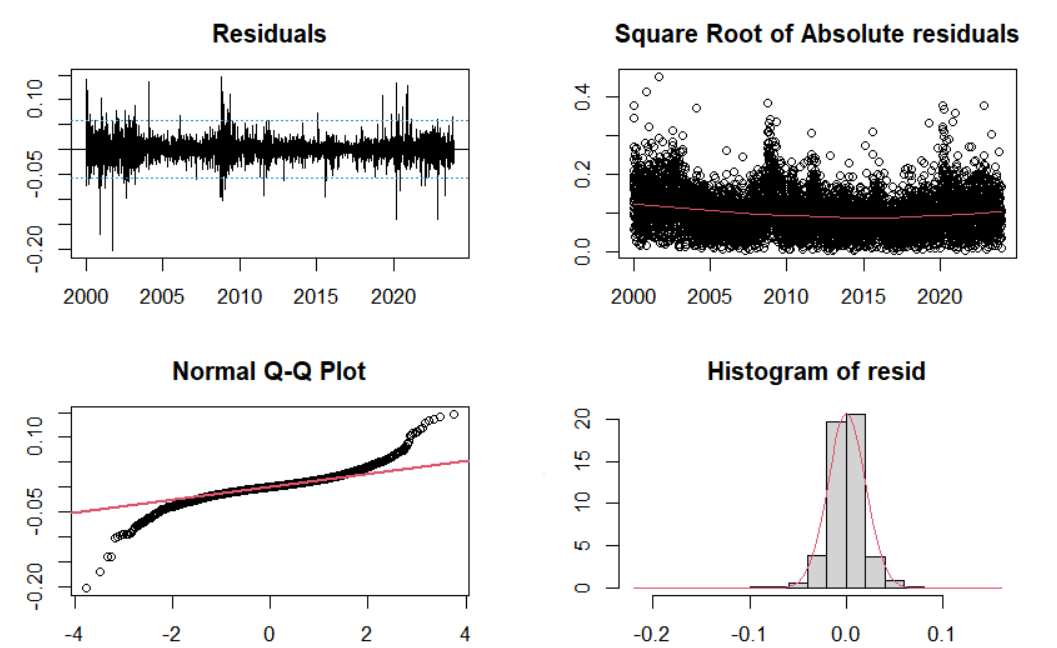 Residuals
0.10
-0.05
-0.20
2000 2005 2010 2015 2020
Square Root of Absolute residuals
0.4
0.2
0.0
2000 2005 2010 2015 2020
Normal Q-Q Plot
0.10
-0.05
-0.20
-4 -2 0 2 4
Histogram of resid
20
15
10
5
0
-0.2 -0.1 0.0 0.1